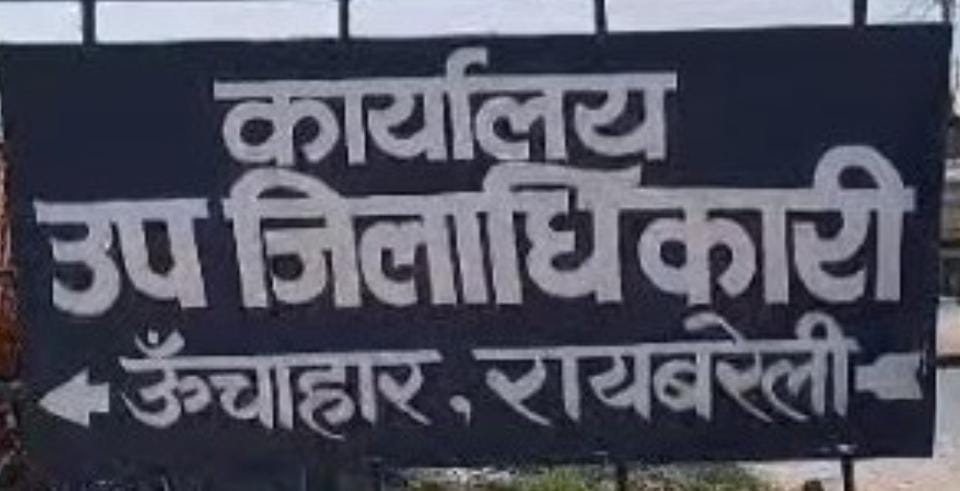 कार्यालय
उप जिलाधिकारी
ऊँचाहार, रायबरेली